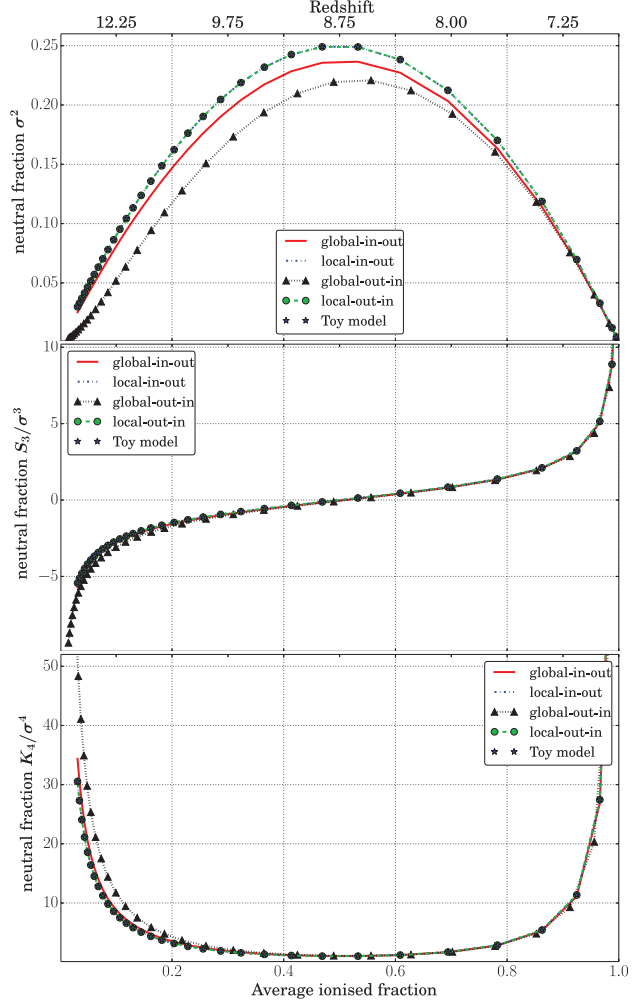 Redshift
12.25 9.75 8.75 8.00 7.25
neutral fraction σ²
0.25
0.20
0.15
0.10
0.05
global-in-out
local-in-out
global-out-in
local-out-in
Toy model
neutral fraction S₃/σ³
10
5
0
−5
global-in-out
local-in-out
global-out-in
local-out-in
Toy model
neutral fraction K₄/σ⁴
50
40
30
20
10
global-in-out
local-in-out
global-out-in
local-out-in
Toy model
0.2 0.4 0.6 0.8 1.0
Average ionised fraction